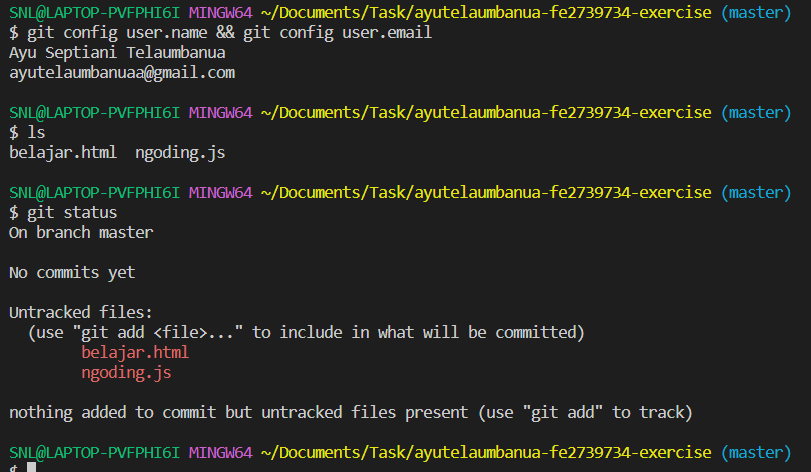 SNL@LAPTOP-PVFPHI6I MINGW64 ~/Documents/Task/ayutelaumbanua-fe2739734-exercise (master)
$ git config user.name && git config user.email
Ayu Septiani Telaumbanua
ayutelaumbanuaa@gmail.com
SNL@LAPTOP-PVFPHI6I MINGW64 ~/Documents/Task/ayutelaumbanua-fe2739734-exercise (master)
$ ls
belajar.html  ngoding.js
SNL@LAPTOP-PVFPHI6I MINGW64 ~/Documents/Task/ayutelaumbanua-fe2739734-exercise (master)
$ git status
On branch master
No commits yet
Untracked files:
  (use "git add <file>..." to include in what will be committed)
        belajar.html
        ngoding.js
nothing added to commit but untracked files present (use "git add" to track)
SNL@LAPTOP-PVFPHI6I MINGW64 ~/Documents/Task/ayutelaumbanua-fe2739734-exercise (master)
$